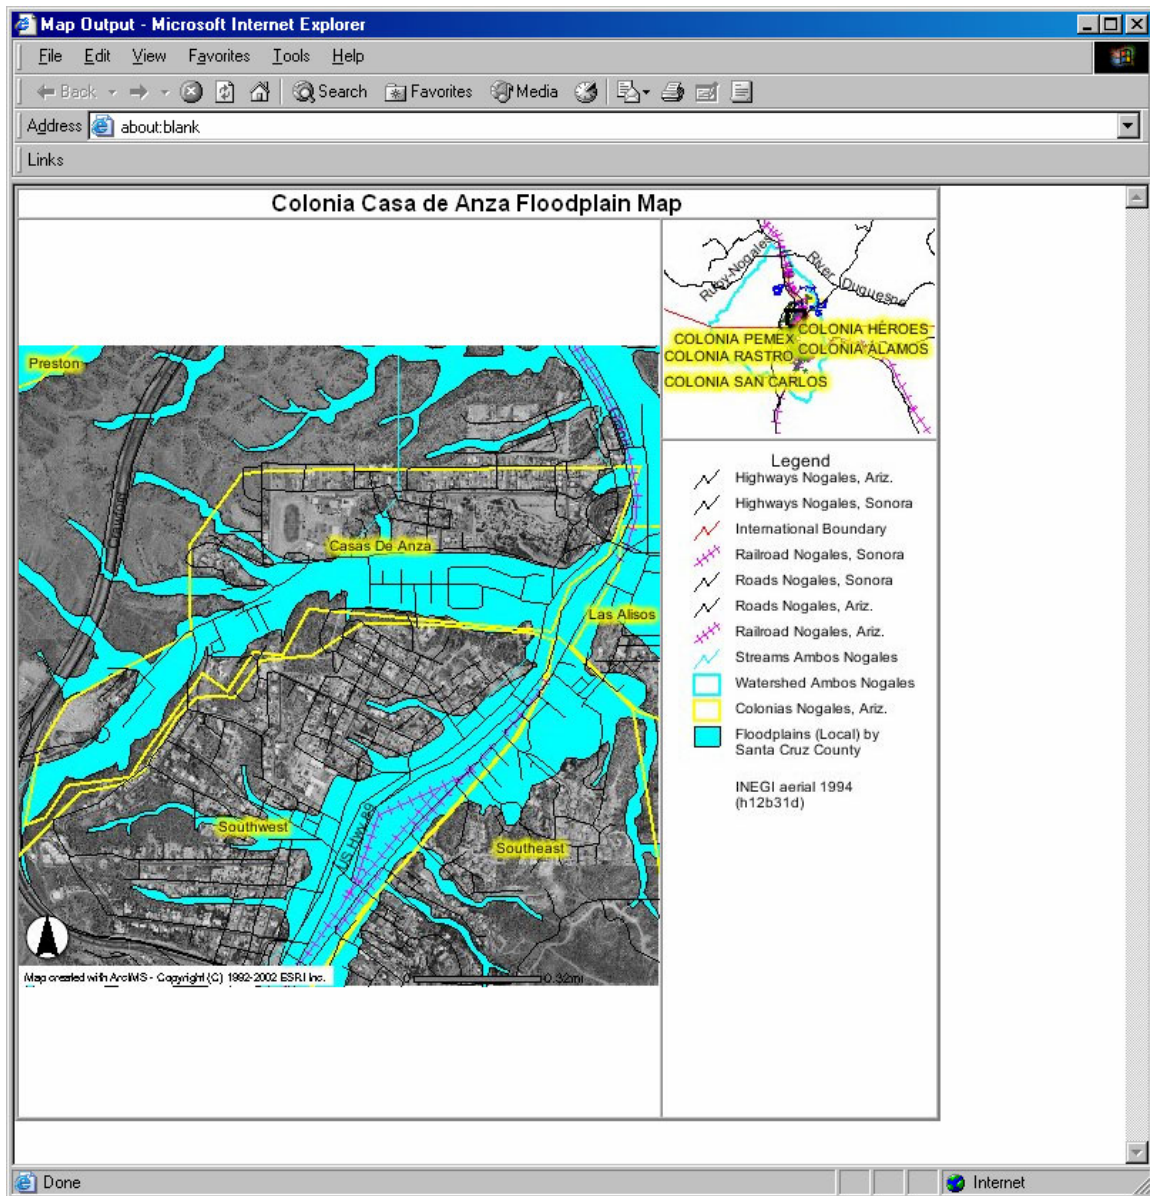 Map Output - Microsoft Internet Explorer
File Edit View Favorites Tools Help
Back Search Favorites Media
Address about:blank
Links
Colonia Casa de Anza Floodplain Map
Ruby-Nogales
River
Duquesne
COLONIA HÉROES
COLONIA PEMEX
COLONIA ÁLAMOS
COLONIA RASTRO
COLONIA SAN CARLOS
Preston
Casas De Anza
Las Alisos
Southwest
US Hwy 89
Southeast
Map created with ArcIMS - Copyright (C) 1992-2002 ESRI Inc.
0 0.32mi
Legend
Highways Nogales, Ariz.
Highways Nogales, Sonora
International Boundary
Railroad Nogales, Sonora
Roads Nogales, Sonora
Roads Nogales, Ariz.
Railroad Nogales, Ariz.
Streams Ambos Nogales
Watershed Ambos Nogales
Colonias Nogales, Ariz.
Floodplains (Local) by
Santa Cruz County
INEGI aerial 1994
(h12b31d)
Done Internet